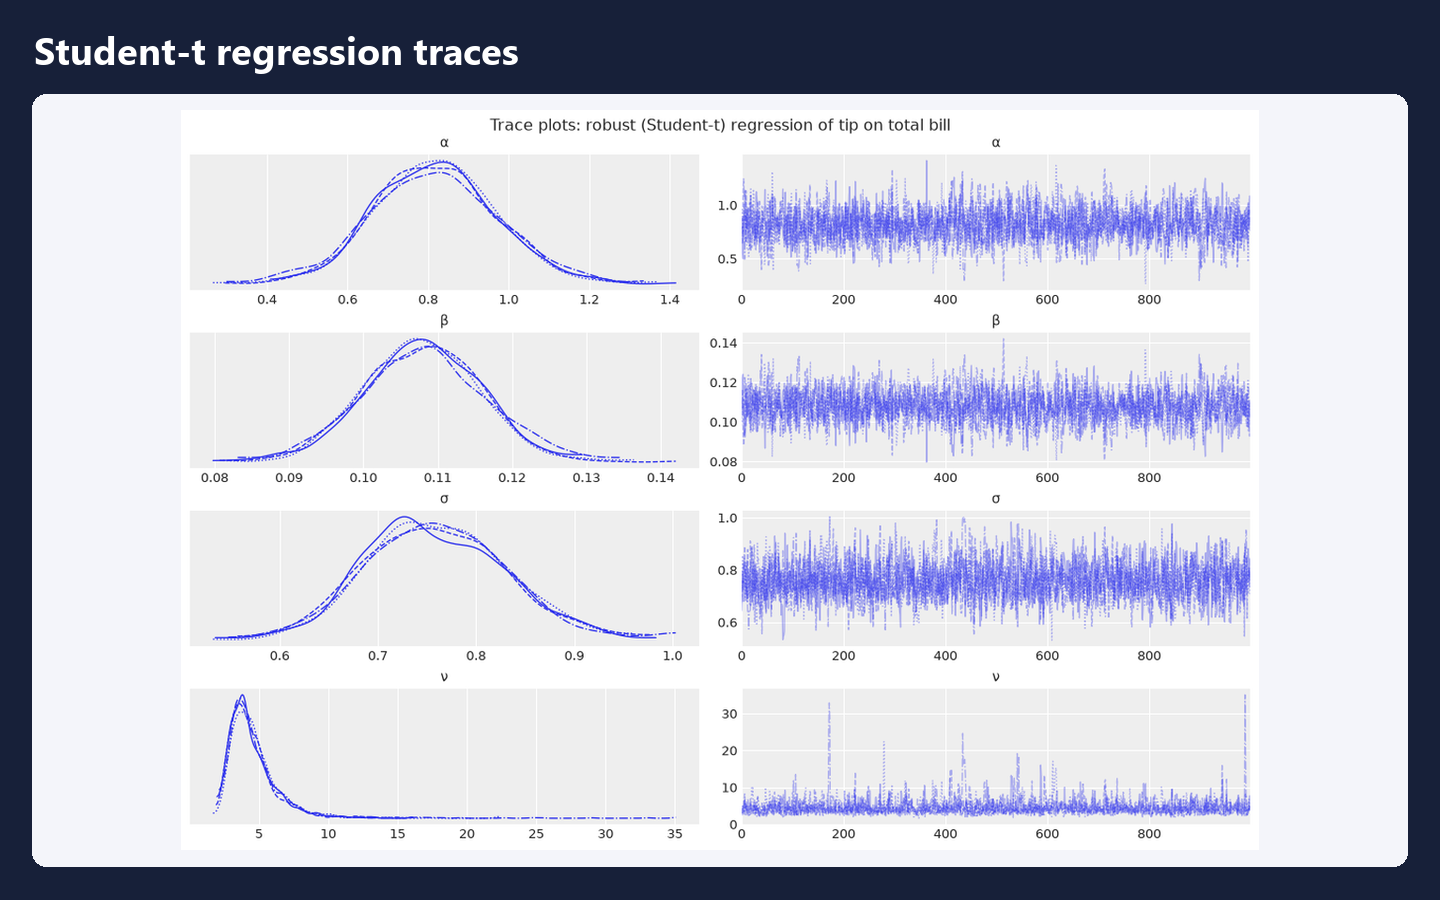 Student-t regression traces
Trace plots: robust (Student-t) regression of tip on total bill
α
α
0.4 0.6 0.8 1.0 1.2 1.4
1.0
0.5
0 200 400 600 800
β
β
0.08 0.09 0.10 0.11 0.12 0.13 0.14
0.14
0.12
0.10
0.08
0 200 400 600 800
σ
σ
0.6 0.7 0.8 0.9 1.0
1.0
0.8
0.6
0 200 400 600 800
ν
ν
5 10 15 20 25 30 35
30
20
10
0
0 200 400 600 800